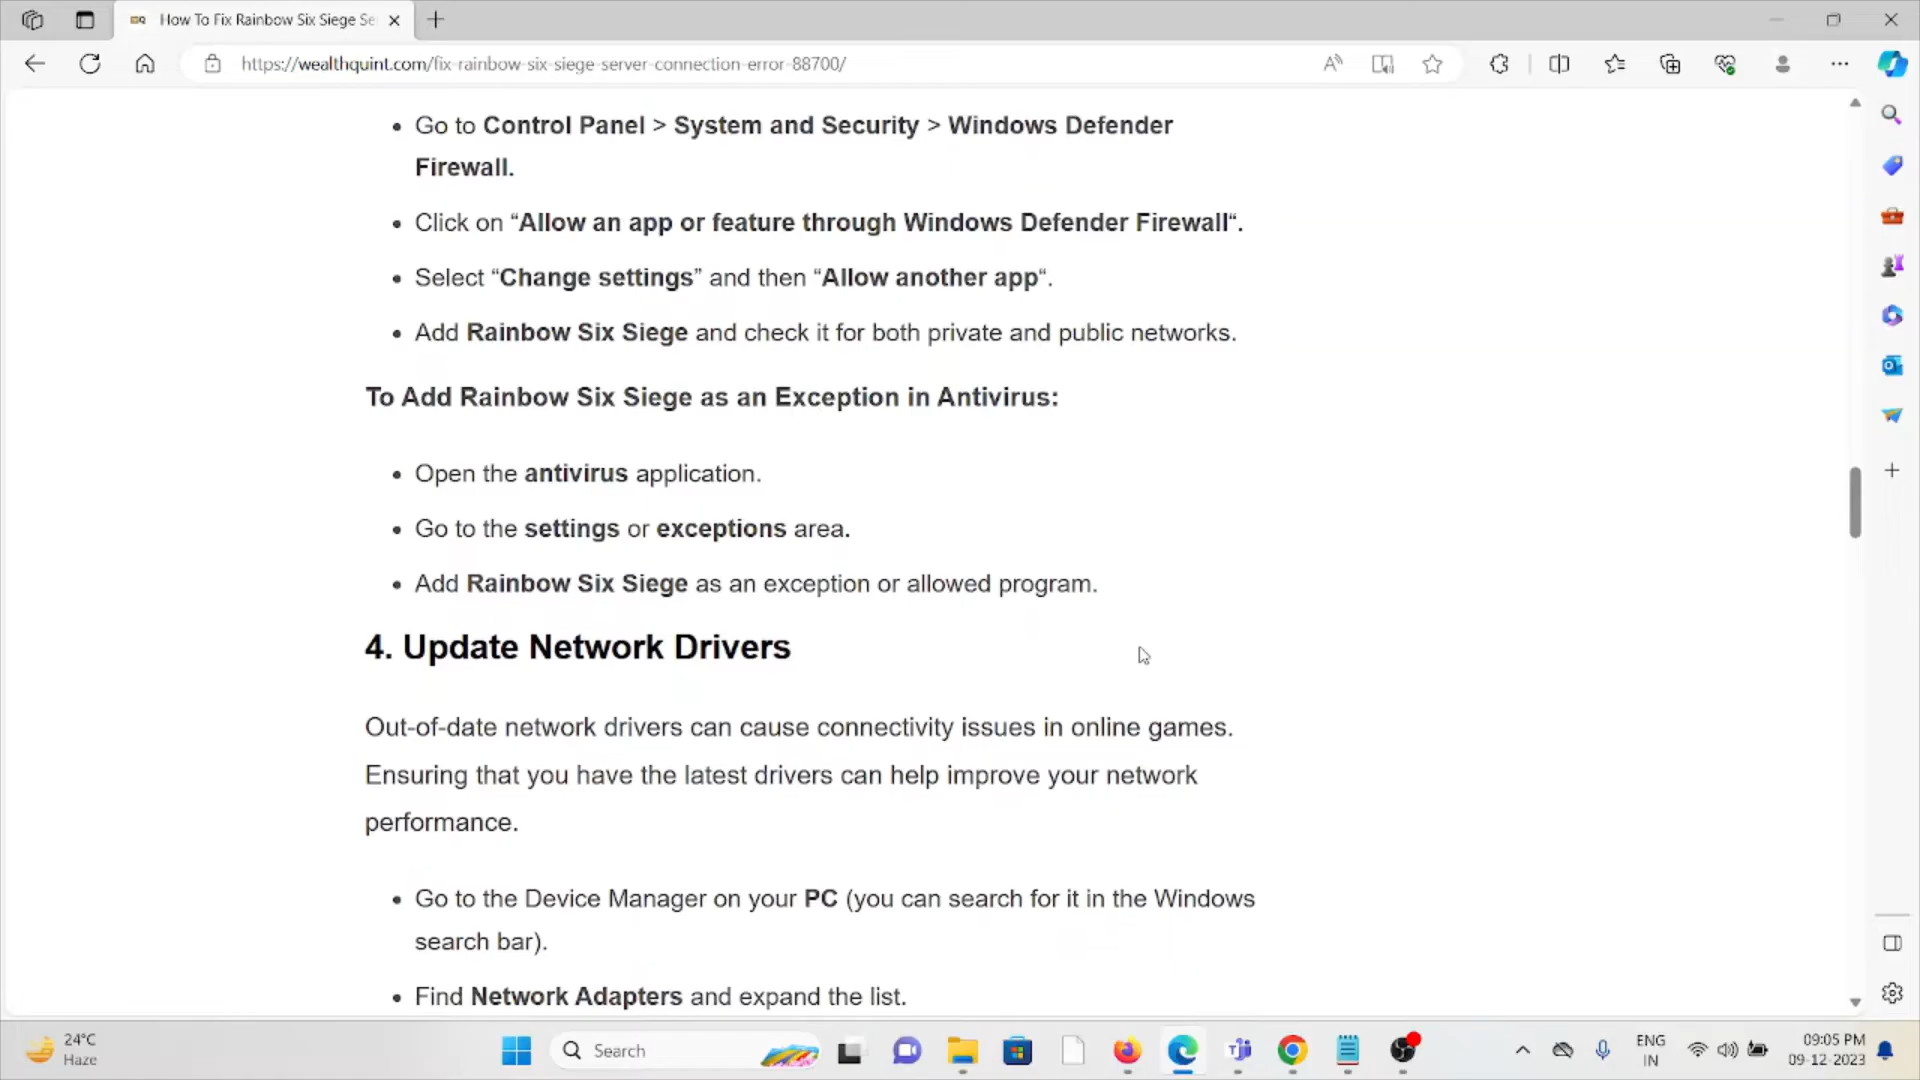 How To Fix Rainbow Six Siege Se
https://wealthquint.com/fix-rainbow-six-siege-server-connection-error-88700/
• Go to Control Panel > System and Security > Windows Defender
Firewall.
• Click on “Allow an app or feature through Windows Defender Firewall“.
• Select “Change settings” and then “Allow another app“.
• Add Rainbow Six Siege and check it for both private and public networks.
To Add Rainbow Six Siege as an Exception in Antivirus:
• Open the antivirus application.
• Go to the settings or exceptions area.
• Add Rainbow Six Siege as an exception or allowed program.
4. Update Network Drivers
Out-of-date network drivers can cause connectivity issues in online games.
Ensuring that you have the latest drivers can help improve your network
performance.
• Go to the Device Manager on your PC (you can search for it in the Windows
search bar).
• Find Network Adapters and expand the list.
24°C
Haze
Search
ENG
IN
09:05 PM
09-12-2023